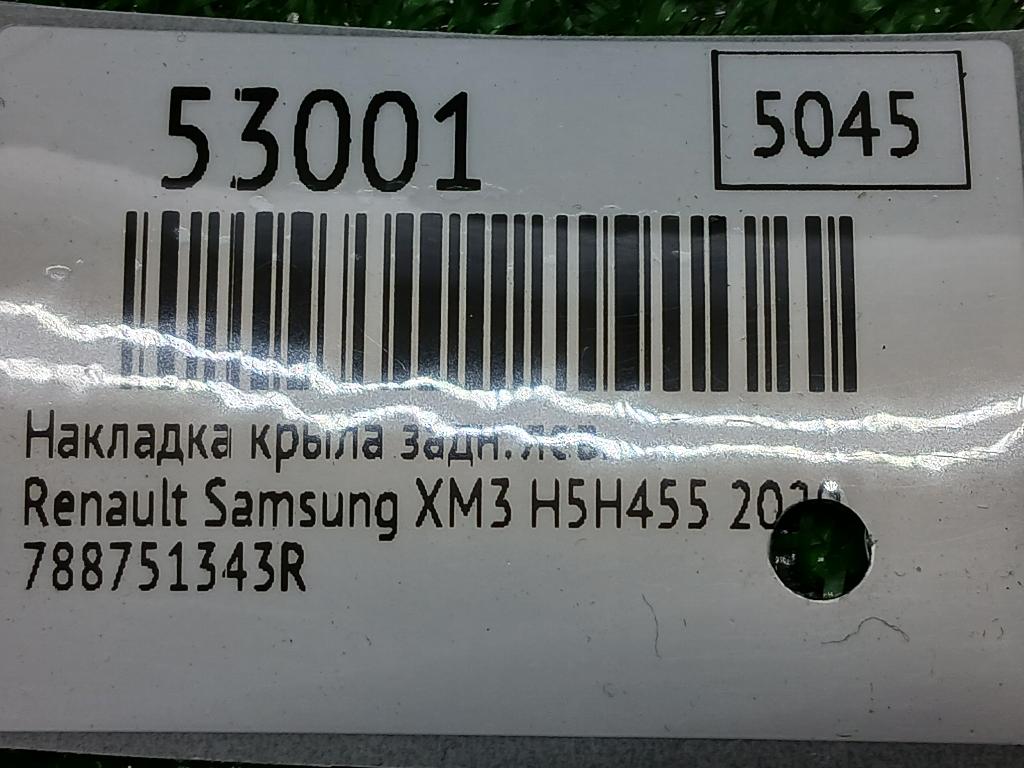 53001
5045
Накладка крыла задн.лев.
Renault Samsung XM3 H5H455
788751343R